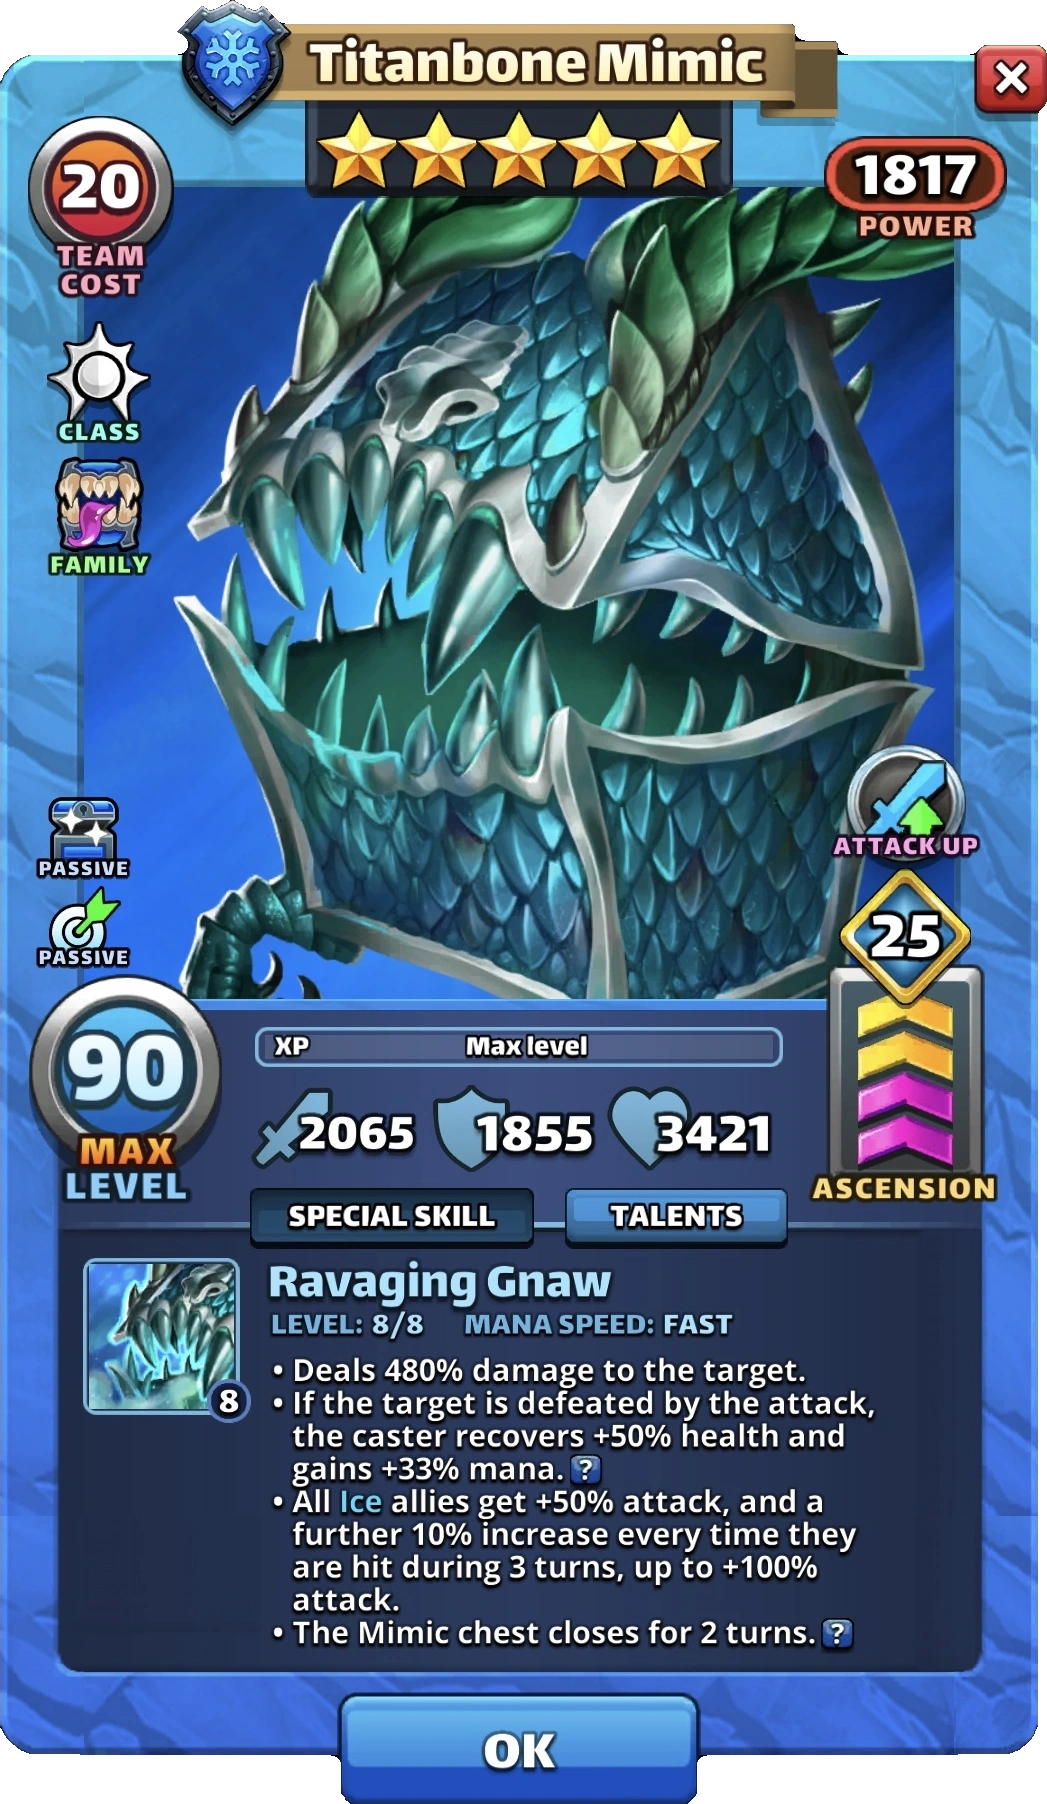 Titanbone Mimic
20
TEAM
COST
1817
POWER
CLASS
FAMILY
PASSIVE
PASSIVE
ATTACK UP
25
90
MAX
LEVEL
XP Max level
2065 1855 3421
ASCENSION
SPECIAL SKILL TALENTS
8
Ravaging Gnaw
LEVEL: 8/8 MANA SPEED: FAST
• Deals 480% damage to the target.
• If the target is defeated by the attack,
the caster recovers +50% health and
gains +33% mana. ?
• All Ice allies get +50% attack, and a
further 10% increase every time they
are hit during 3 turns, up to +100%
attack.
• The Mimic chest closes for 2 turns. ?
OK